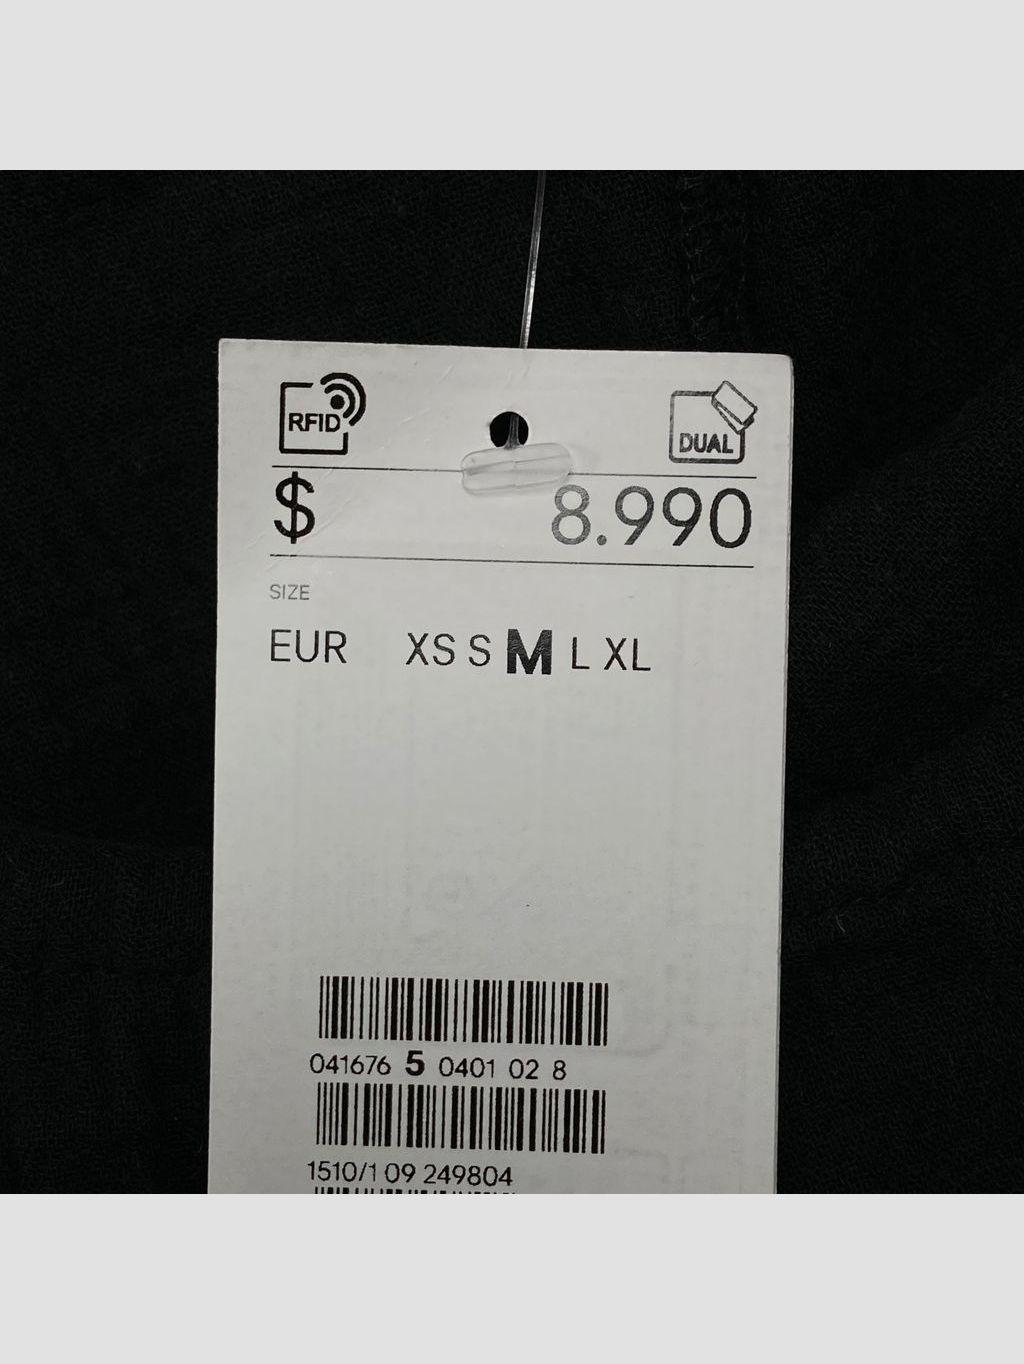 RFID
DUAL
$ 8.990
SIZE
EUR XS S M L XL
041676 5 0401 02 8
1510/1 09 249804